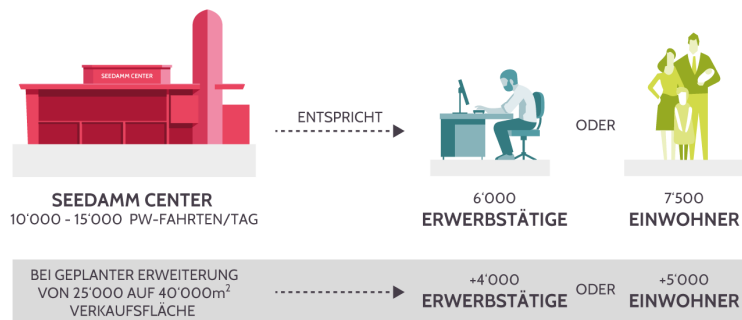 SEEDAMM CENTER
ENTSPRICHT
ODER
SEEDAMM CENTER
10‘000 - 15‘000 PW-FAHRTEN/TAG
6‘000
ERWERBSTÄTIGE
7‘500
EINWOHNER
BEI GEPLANTER ERWEITERUNG
VON 25‘000 AUF 40‘000m²
VERKAUFSFLÄCHE
+4‘000
ERWERBSTÄTIGE
ODER
+5‘000
EINWOHNER